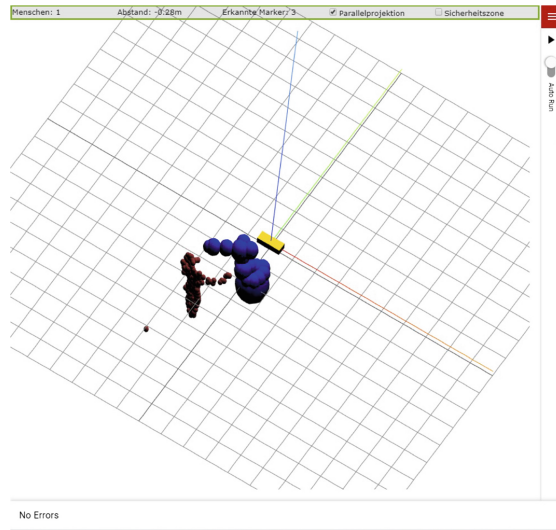 Menschen: 1 Abstand: -0.28m Erkannte Marker: 3 Parallelprojektion Sicherheitszone
Auto Run
No Errors